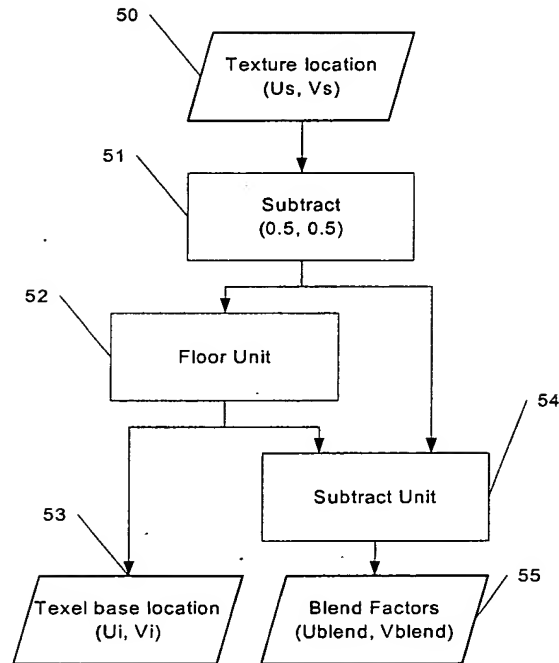 50
Texture location
(Us, Vs)
51
Subtract
(0.5, 0.5)
52
Floor Unit
54
Subtract Unit
53
55
Texel base location
(Ui, Vi)
Blend Factors
(Ublend, Vblend)